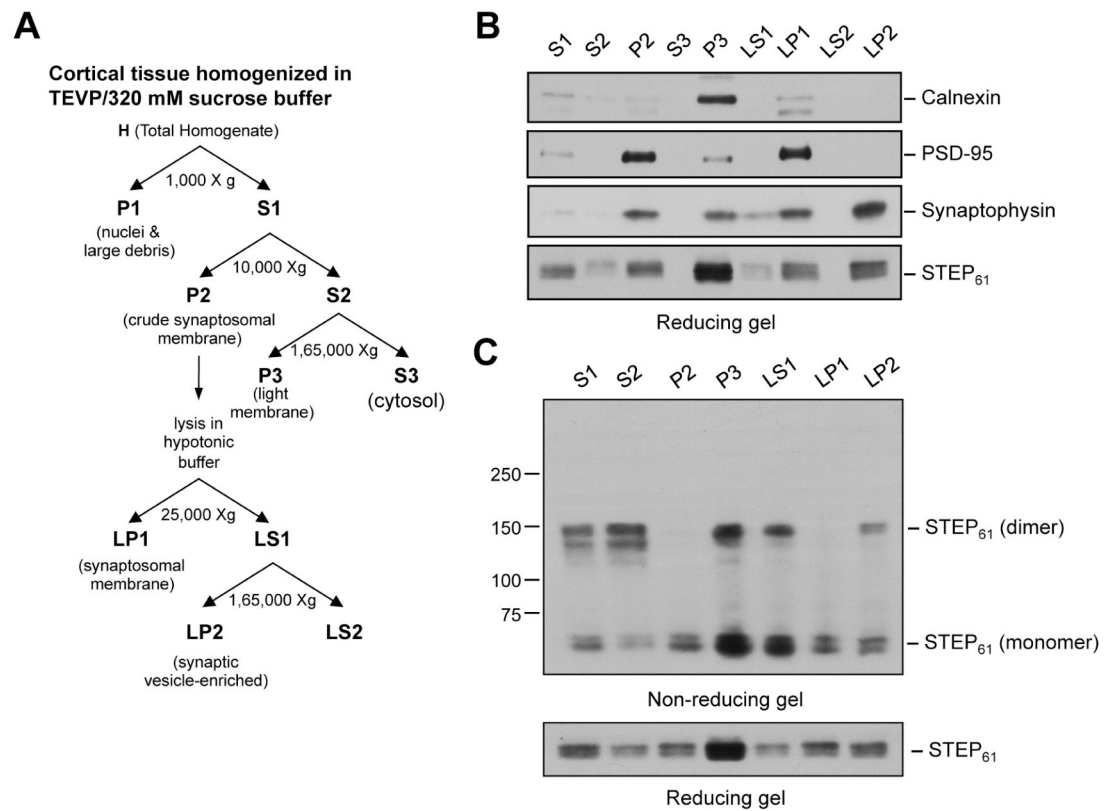 A
Cortical tissue homogenized in
TEVP/320 mM sucrose buffer
H (Total Homogenate)
1,000 X g
P1
S1
(nuclei &
large debris)
10,000 Xg
P2
S2
(crude synaptosomal
membrane)
1,65,000 Xg
P3
S3
(light
membrane)
(cytosol)
lysis in
hypotonic
buffer
25,000 Xg
LP1
LS1
(synaptosomal
membrane)
1,65,000 Xg
LP2
LS2
(synaptic
vesicle-enriched)
B
S1 S2 P2 S3 P3 LS1 LP1 LS2 LP2
– Calnexin
– PSD-95
– Synaptophysin
– STEP61
Reducing gel
C
S1 S2 P2 P3 LS1 LP1 LP2
250 –
150 –
– STEP61 (dimer)
100 –
75 –
– STEP61 (monomer)
Non-reducing gel
– STEP61
Reducing gel